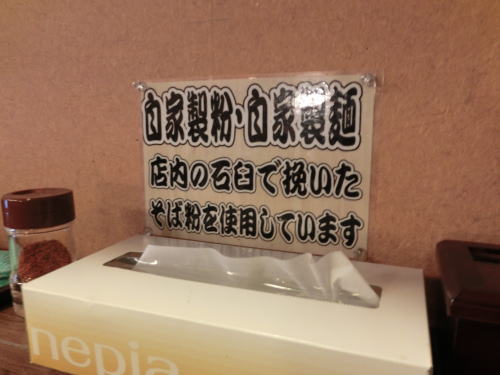 自家製粉・自家製麺
店内の石臼で挽いた
そば粉を使用しています
nepia